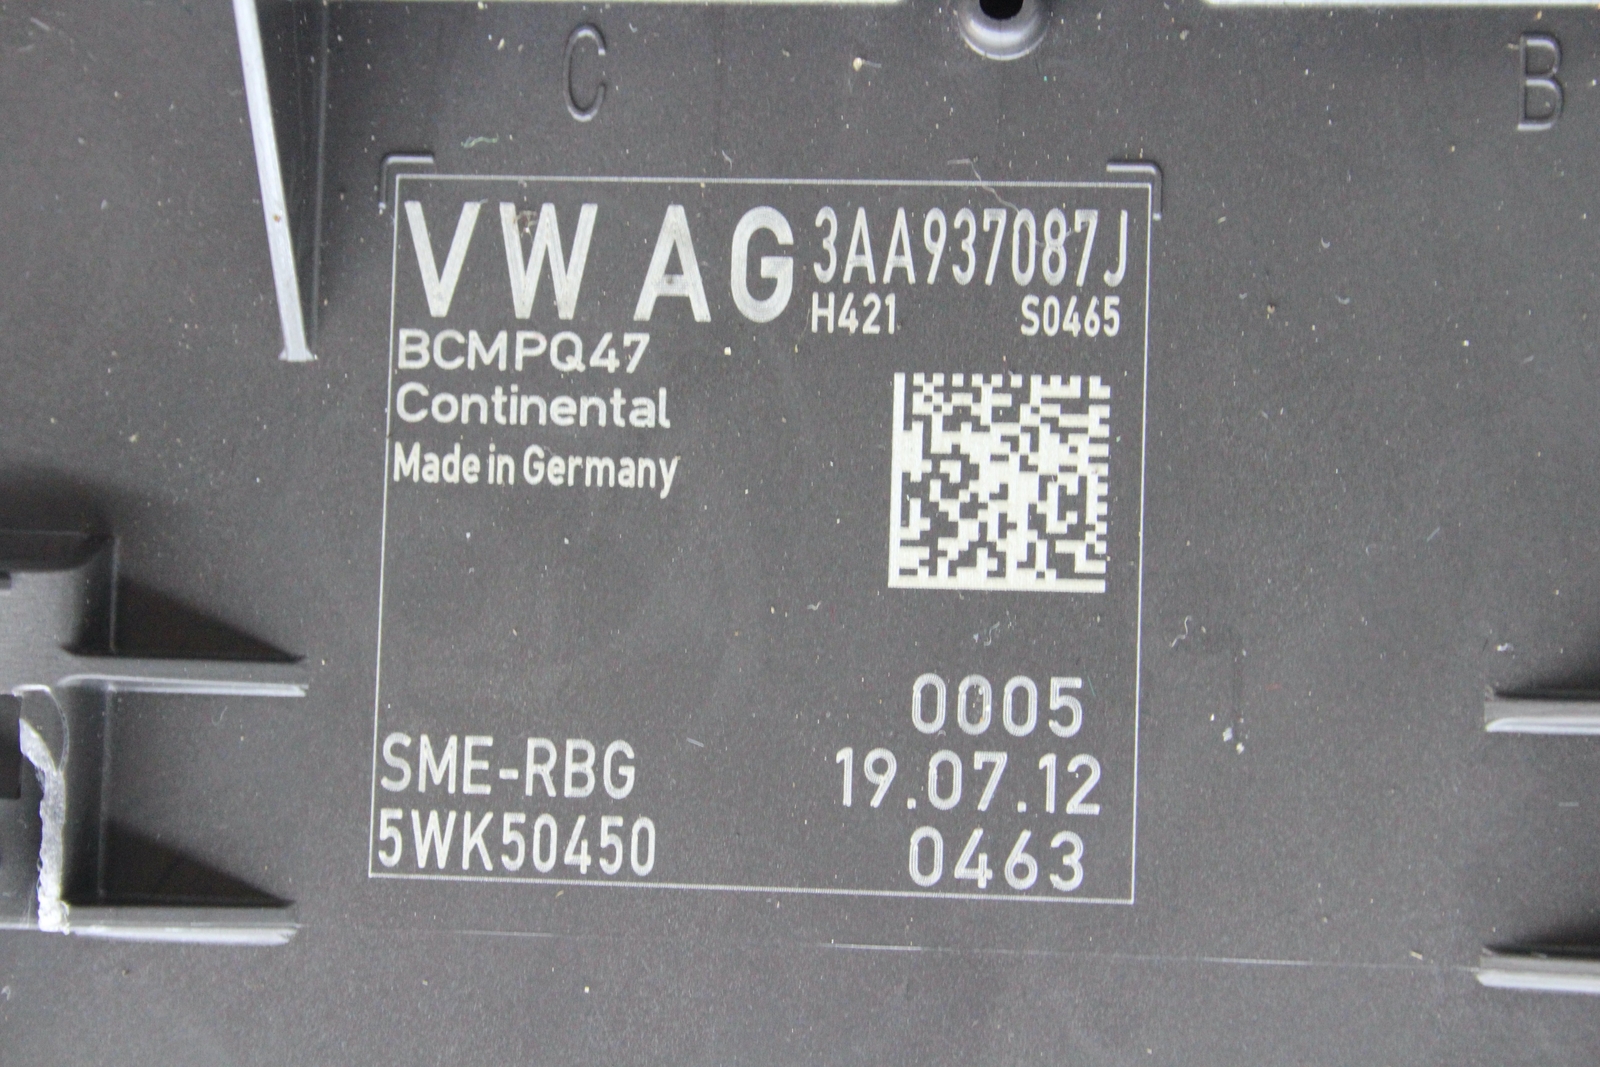 C
B
VW AG 3AA937087J
H421 S0465
BCMPQ47
Continental
Made in Germany
0005
SME-RBG 19.07.12
5WK50450 0463